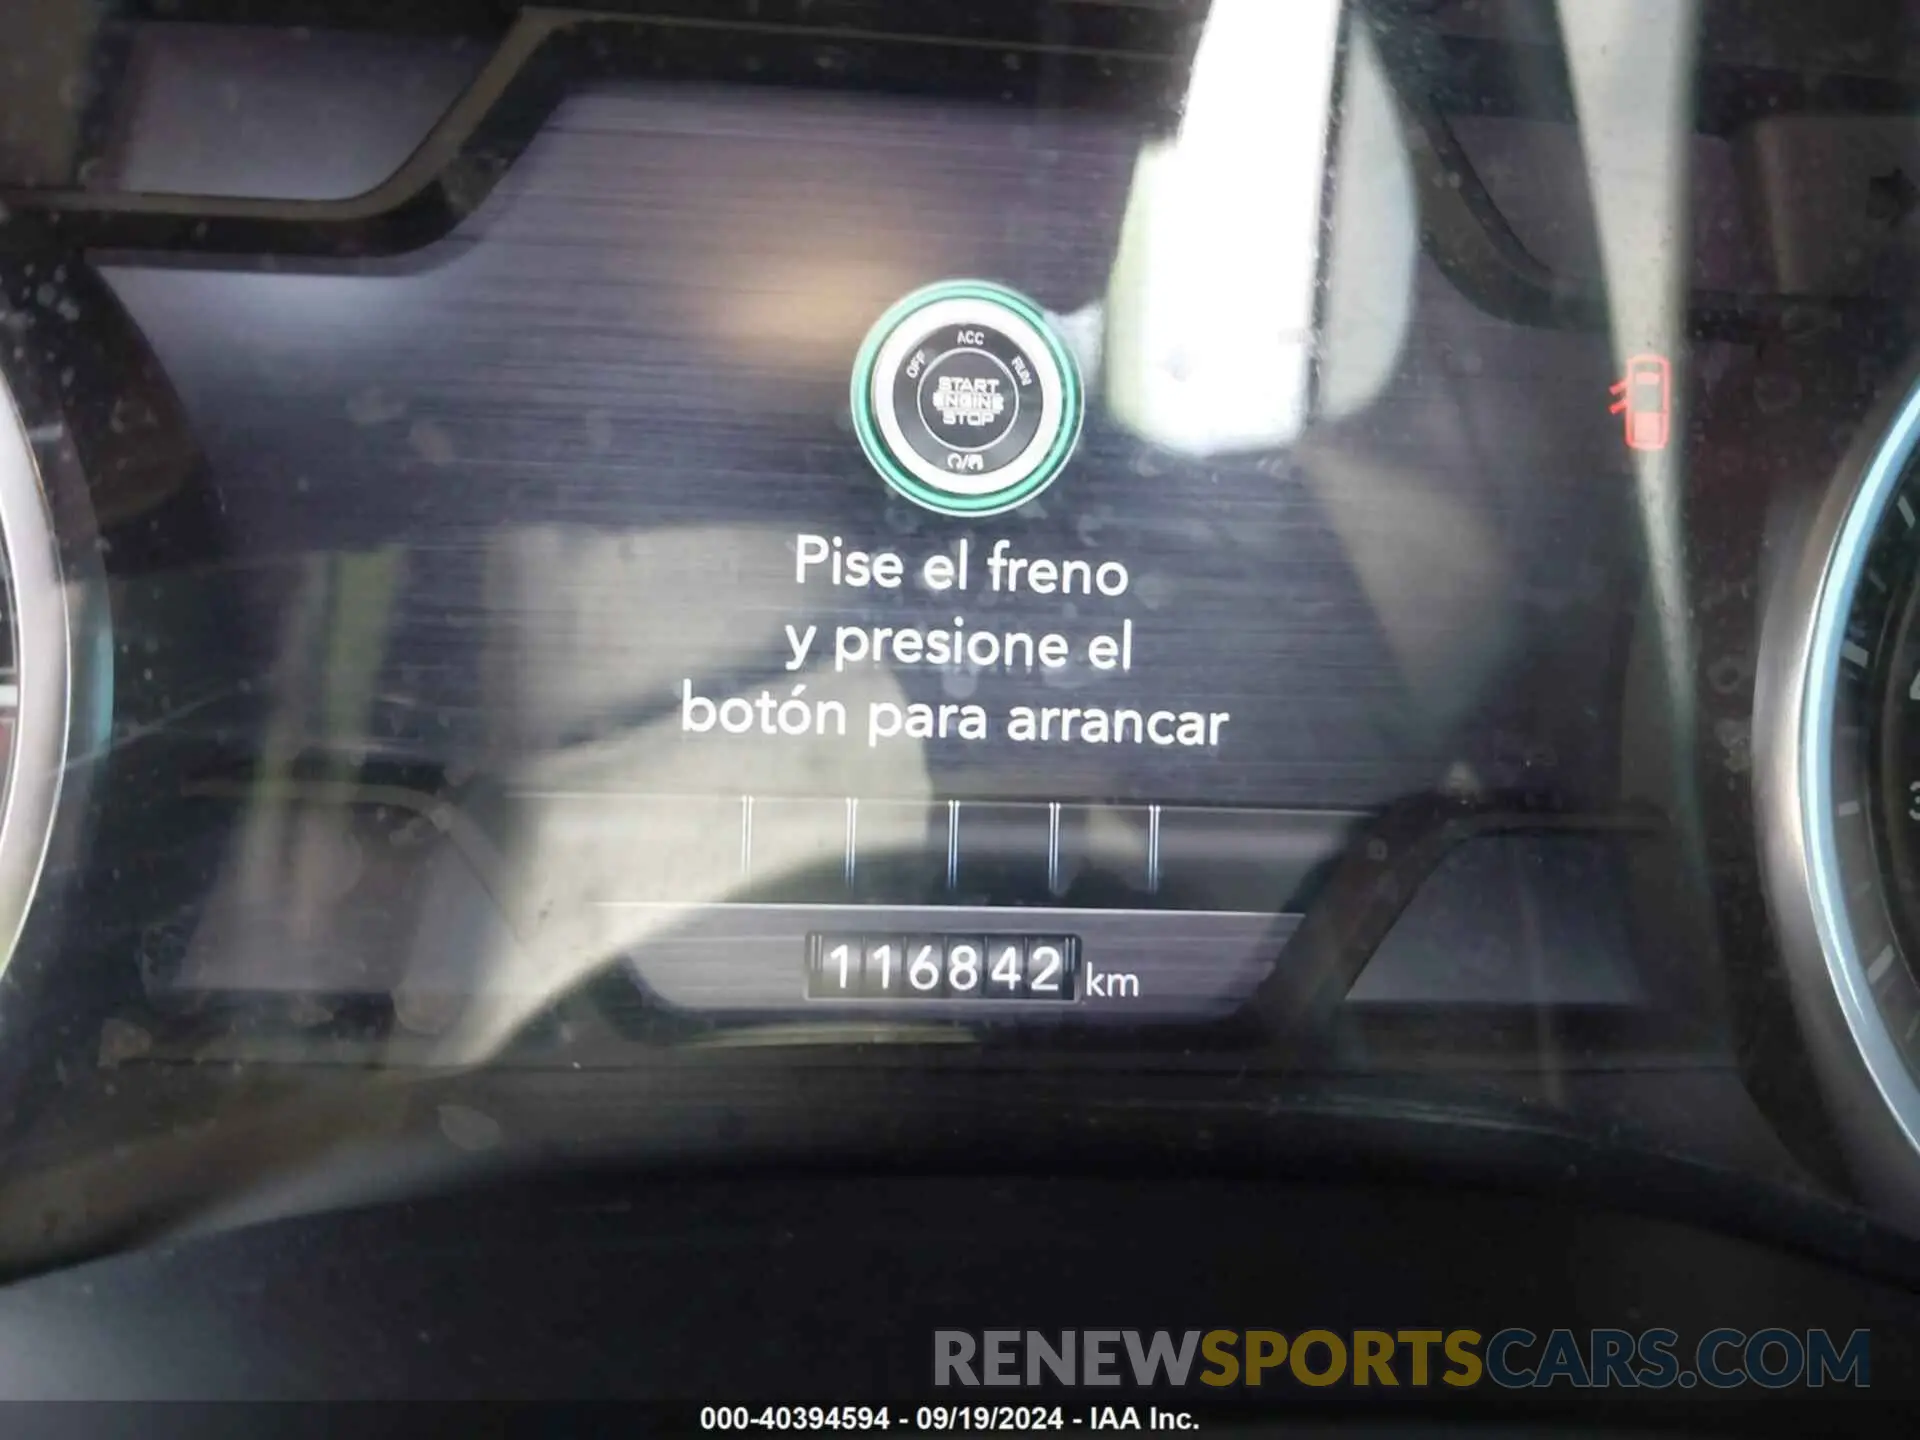 ACC
OFF RUN
START
ENGINE
STOP
Pise el freno
y presione el
botón para arrancar
116842 km
RENEWSPORTSCARS.COM
000-40394594 - 09/19/2024 - IAA Inc.